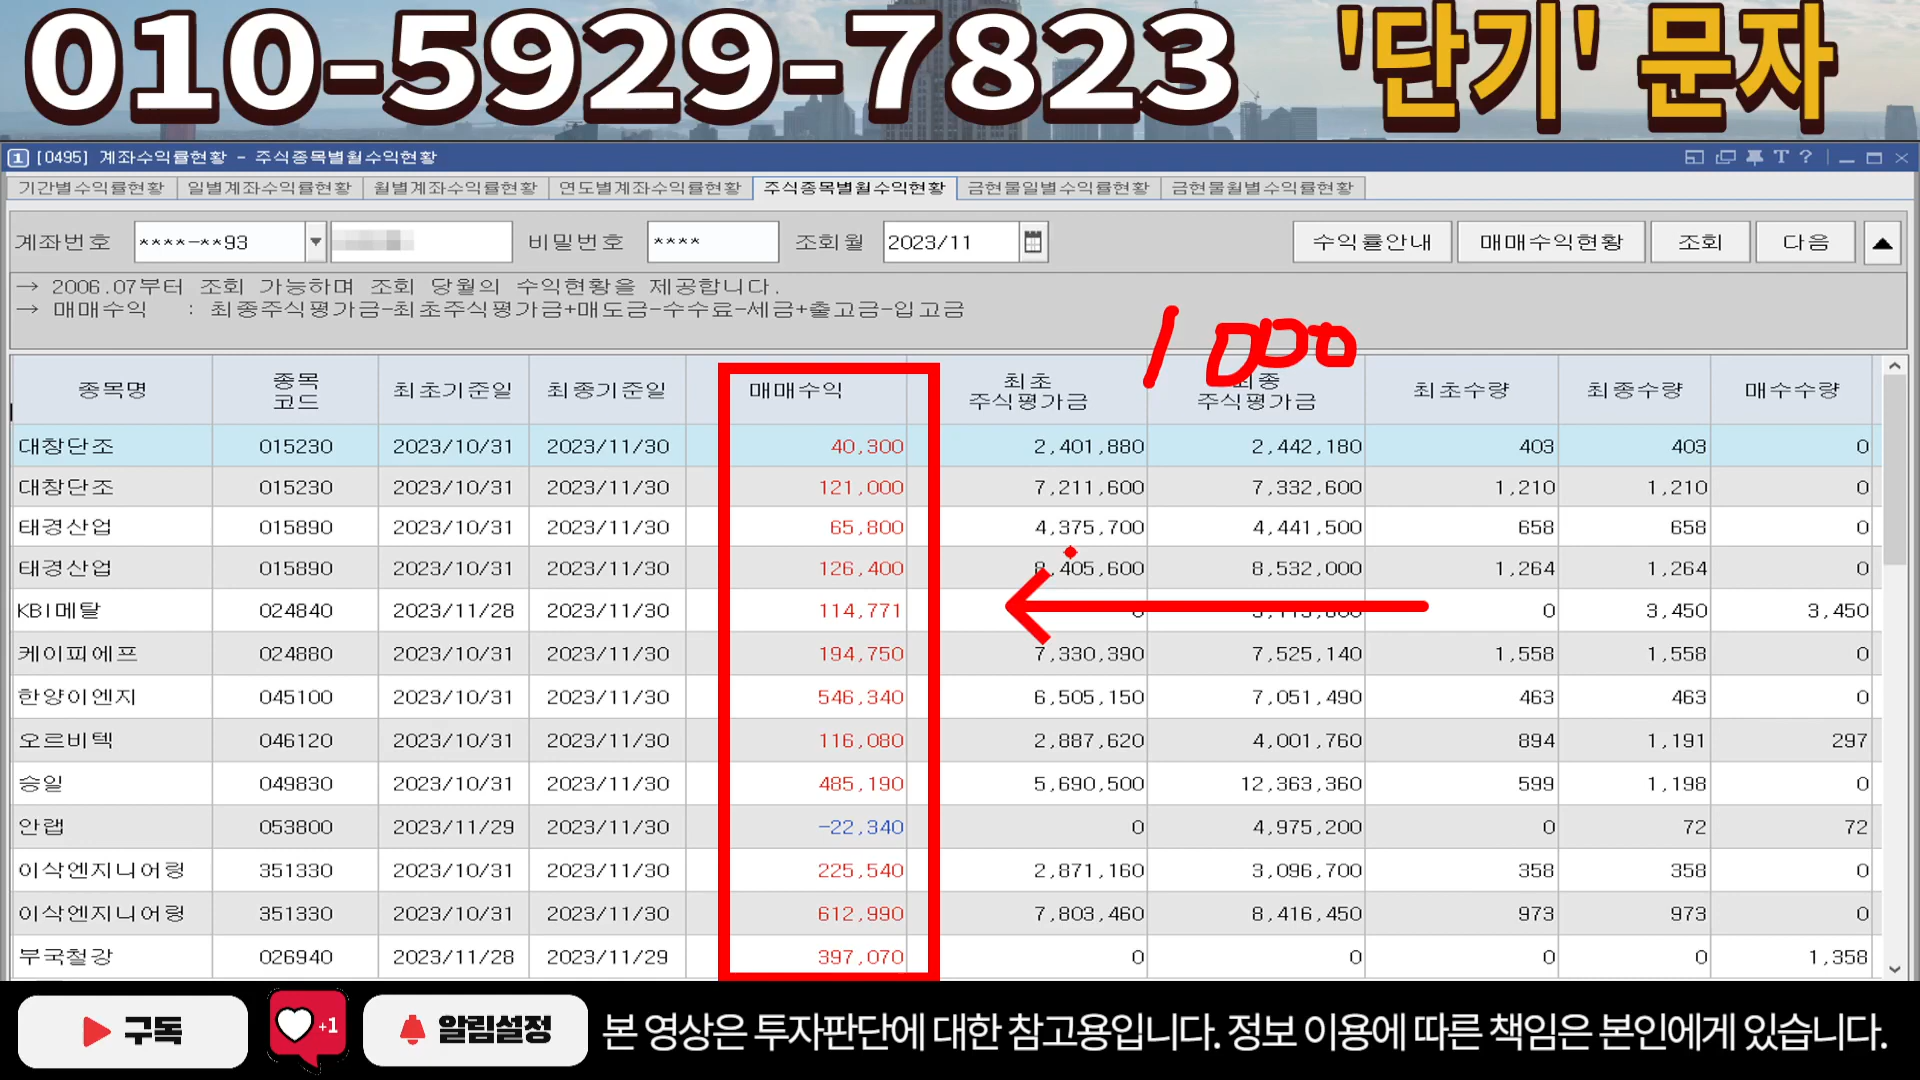 010-5929-7823 '단기' 문자
1 [0495] 계좌수익률현황 - 주식종목별월수익현황
기간별수익률현황 일별계좌수익률현황 월별계좌수익률현황 연도별계좌수익률현황 주식종목별월수익현황 금현물일별수익률현황 금현물월별수익률현황
계좌번호 ****-**93 비밀번호 **** 조회월 2023/11 수익률안내 매매수익현황 조회 다음
→ 2006.07부터 조회 가능하며 조회 당월의 수익현황을 제공합니다.
→ 매매수익 : 최종주식평가금-최초주식평가금+매도금-수수료-세금+출고금-입고금
1000
종목명 종목코드 최초기준일 최종기준일 매매수익 최초주식평가금 최종주식평가금 최초수량 최종수량 매수수량
대창단조 015230 2023/10/31 2023/11/30 40,300 2,401,880 2,442,180 403 403 0
대창단조 015230 2023/10/31 2023/11/30 121,000 7,211,600 7,332,600 1,210 1,210 0
태경산업 015890 2023/10/31 2023/11/30 65,800 4,375,700 4,441,500 658 658 0
태경산업 015890 2023/10/31 2023/11/30 126,400 8,405,600 8,532,000 1,264 1,264 0
KBI메탈 024840 2023/11/28 2023/11/30 114,771 0 0 3,450 3,450
케이피에프 024880 2023/10/31 2023/11/30 194,750 7,330,390 7,525,140 1,558 1,558 0
한양이엔지 045100 2023/10/31 2023/11/30 546,340 6,505,150 7,051,490 463 463 0
오르비텍 046120 2023/10/31 2023/11/30 116,080 2,887,620 4,001,760 894 1,191 297
승일 049830 2023/10/31 2023/11/30 485,190 5,690,500 12,363,360 599 1,198 0
안랩 053800 2023/11/29 2023/11/30 -22,340 0 4,975,200 0 72 72
이삭엔지니어링 351330 2023/10/31 2023/11/30 225,540 2,871,160 3,096,700 358 358 0
이삭엔지니어링 351330 2023/10/31 2023/11/30 612,990 7,803,460 8,416,450 973 973 0
부국철강 026940 2023/11/28 2023/11/29 397,070 0 0 0 0 1,358
구독 +1 알림설정 본 영상은 투자판단에 대한 참고용입니다. 정보 이용에 따른 책임은 본인에게 있습니다.